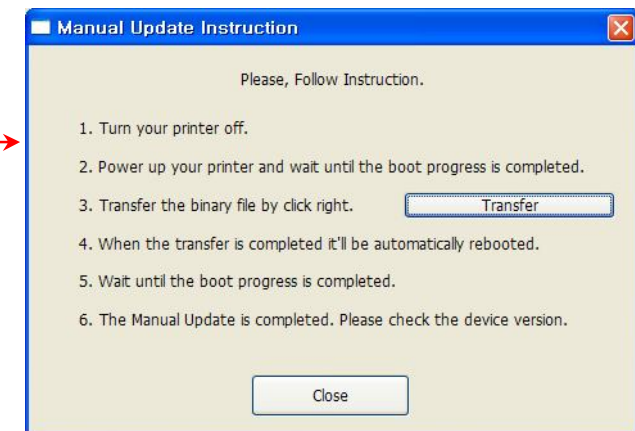 Manual Update Instruction
Please, Follow Instruction.
1. Turn your printer off.
2. Power up your printer and wait until the boot progress is completed.
3. Transfer the binary file by click right. Transfer
4. When the transfer is completed it'll be automatically rebooted.
5. Wait until the boot progress is completed.
6. The Manual Update is completed. Please check the device version.
Close